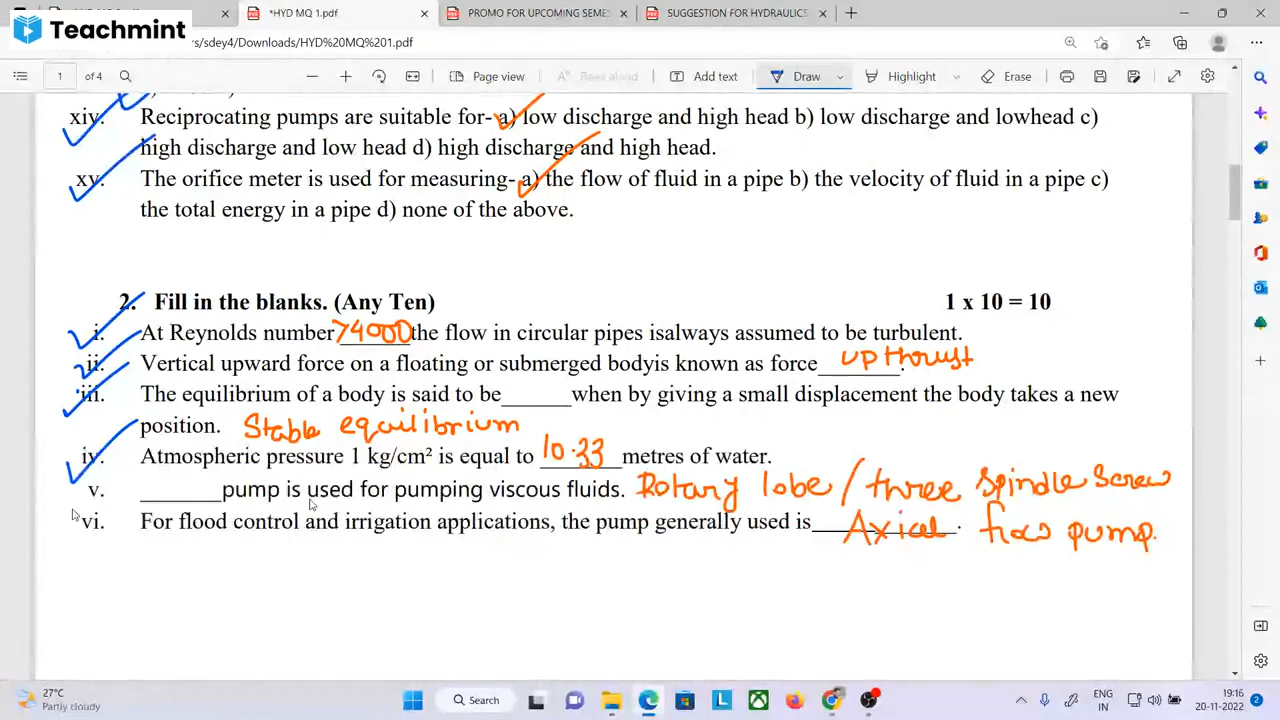 Teachmint
*HYD MQ 1.pdf
PROMO FOR UPCOMING SEMES
SUGGESTION FOR HYDRAULICS
rs/sdey4/Downloads/HYD%20MQ%201.pdf
1 of 4
Page view
Read aloud
Add text
Draw
Highlight
Erase
xiv. Reciprocating pumps are suitable for- a) low discharge and high head b) low discharge and lowhead c)
high discharge and low head d) high discharge and high head.
xv. The orifice meter is used for measuring- a) the flow of fluid in a pipe b) the velocity of fluid in a pipe c)
the total energy in a pipe d) none of the above.
2. Fill in the blanks. (Any Ten) 1 x 10 = 10
i. At Reynolds number >4000 the flow in circular pipes isalways assumed to be turbulent.
ii. Vertical upward force on a floating or submerged bodyis known as force________. up thrust
iii. The equilibrium of a body is said to be______when by giving a small displacement the body takes a new
position. Stable equilibrium
iv. Atmospheric pressure 1 kg/cm² is equal to 10.33 metres of water.
v. _______pump is used for pumping viscous fluids. Rotary lobe / three Spindle Screw
vi. For flood control and irrigation applications, the pump generally used is Axial flow pump.
27°C
Partly cloudy
Search
ENG
IN
19:16
20-11-2022
2